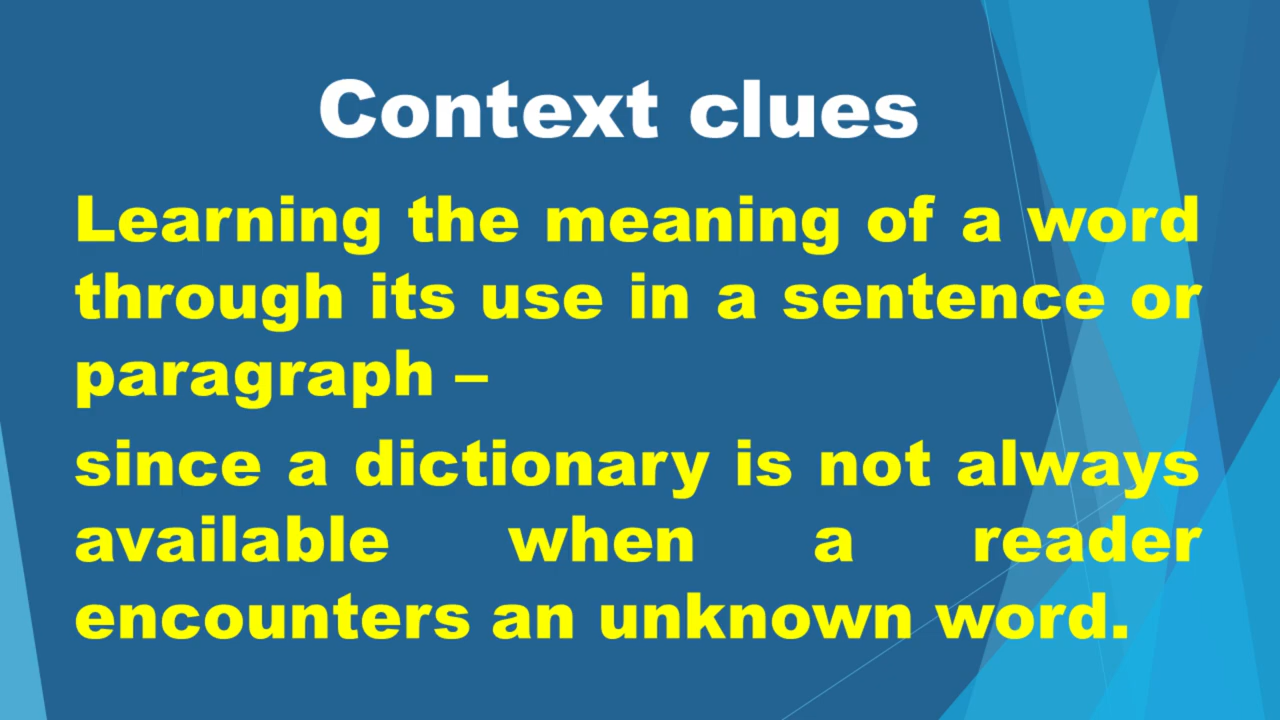 Context clues
Learning the meaning of a word
through its use in a sentence or
paragraph –
since a dictionary is not always
available when a reader
encounters an unknown word.